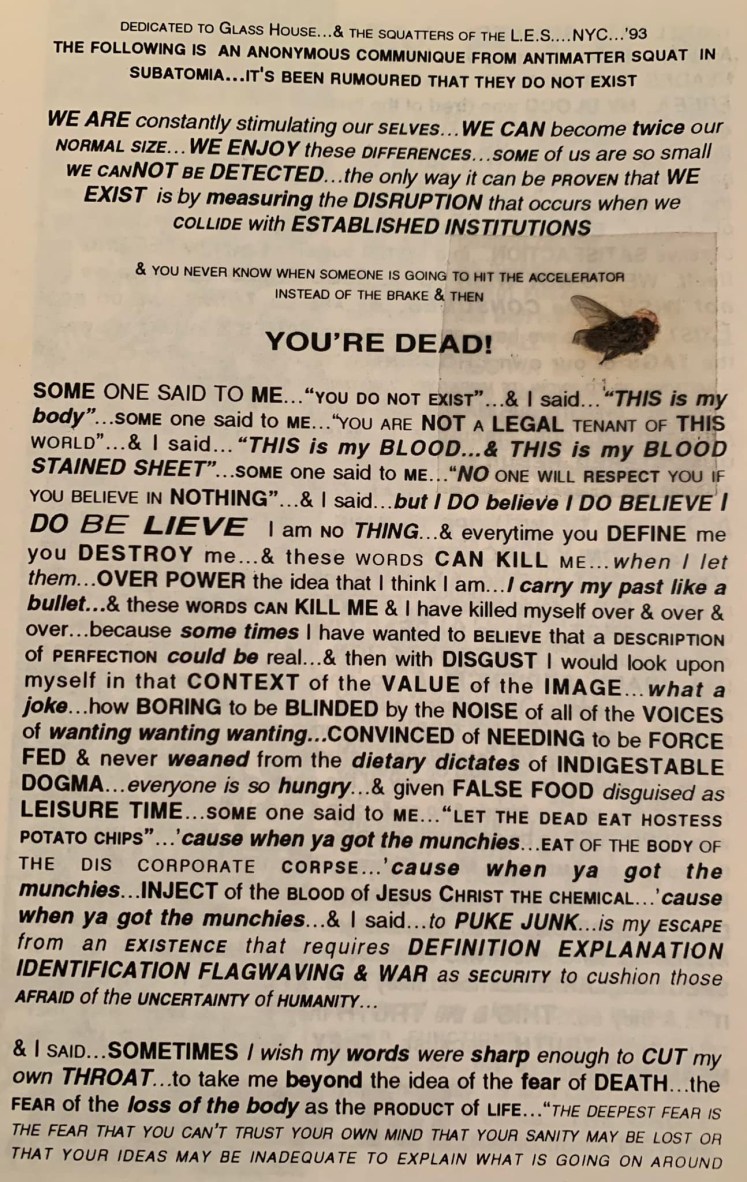 DEDICATED TO GLASS HOUSE...& THE SQUATTERS OF THE L.E.S....NYC...'93
THE FOLLOWING IS AN ANONYMOUS COMMUNIQUE FROM ANTIMATTER SQUAT IN
SUBATOMIA...IT'S BEEN RUMOURED THAT THEY DO NOT EXIST
WE ARE constantly stimulating our SELVES...WE CAN become twice our
NORMAL SIZE...WE ENJOY these DIFFERENCES...SOME of us are so small
WE CANNOT BE DETECTED...the only way it can be PROVEN that WE
EXIST is by measuring the DISRUPTION that occurs when we
COLLIDE with ESTABLISHED INSTITUTIONS
& YOU NEVER KNOW WHEN SOMEONE IS GOING TO HIT THE ACCELERATOR
INSTEAD OF THE BRAKE & THEN
YOU'RE DEAD!
SOME ONE SAID TO ME..."YOU DO NOT EXIST"...& I said..."THIS is my
body"...SOME one said to ME..."YOU ARE NOT A LEGAL TENANT OF THIS
WORLD"...& I said..."THIS is my BLOOD...& THIS is my BLOOD
STAINED SHEET"...SOME one said to ME..."NO ONE WILL RESPECT YOU IF
YOU BELIEVE IN NOTHING"...& I said...but I DO believe I DO BELIEVE I
DO BE LIEVE I am NO THING...& everytime you DEFINE me
you DESTROY me...& these WORDS CAN KILL ME...when I let
them...OVER POWER the idea that I think I am...I carry my past like a
bullet...& these WORDS CAN KILL ME & I have killed myself over & over &
over...because some times I have wanted to BELIEVE that a DESCRIPTION
of PERFECTION could be real...& then with DISGUST I would look upon
myself in that CONTEXT of the VALUE of the IMAGE...what a
joke...how BORING to be BLINDED by the NOISE of all of the VOICES
of wanting wanting wanting...CONVINCED of NEEDING to be FORCE
FED & never weaned from the dietary dictates of INDIGESTABLE
DOGMA...everyone is so hungry...& given FALSE FOOD disguised as
LEISURE TIME...SOME one said to ME..."LET THE DEAD EAT HOSTESS
POTATO CHIPS"...'cause when ya got the munchies...EAT OF THE BODY OF
THE DIS CORPORATE CORPSE...'cause when ya got the
munchies...INJECT of the BLOOD of JESUS CHRIST THE CHEMICAL...'cause
when ya got the munchies...& I said...to PUKE JUNK...is my ESCAPE
from an EXISTENCE that requires DEFINITION EXPLANATION
IDENTIFICATION FLAGWAVING & WAR as SECURITY to cushion those
AFRAID of the UNCERTAINTY of HUMANITY...
& I SAID...SOMETIMES I wish my words were sharp enough to CUT my
own THROAT...to take me beyond the idea of the fear of DEATH...the
FEAR of the loss of the body as the PRODUCT of LIFE..."THE DEEPEST FEAR IS
THE FEAR THAT YOU CAN'T TRUST YOUR OWN MIND THAT YOUR SANITY MAY BE LOST OR
THAT YOUR IDEAS MAY BE INADEQUATE TO EXPLAIN WHAT IS GOING ON AROUND